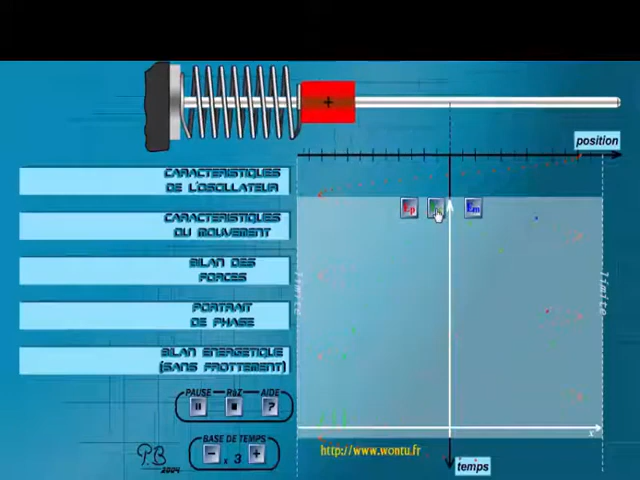 position
CARACTERISTIQUES
DE L'OSCILLATEUR
CARACTERISTIQUES
DU MOUVEMENT
BILAN DES
FORCES
PORTRAIT
DE PHASE
BILAN ENERGETIQUE
(SANS FROTTEMENT)
Ep
Em
limite
limite
PAUSE
RàZ
AIDE
?
BASE DE TEMPS
- x 3 +
P.B
2004
http://www.wontu.fr
x
temps